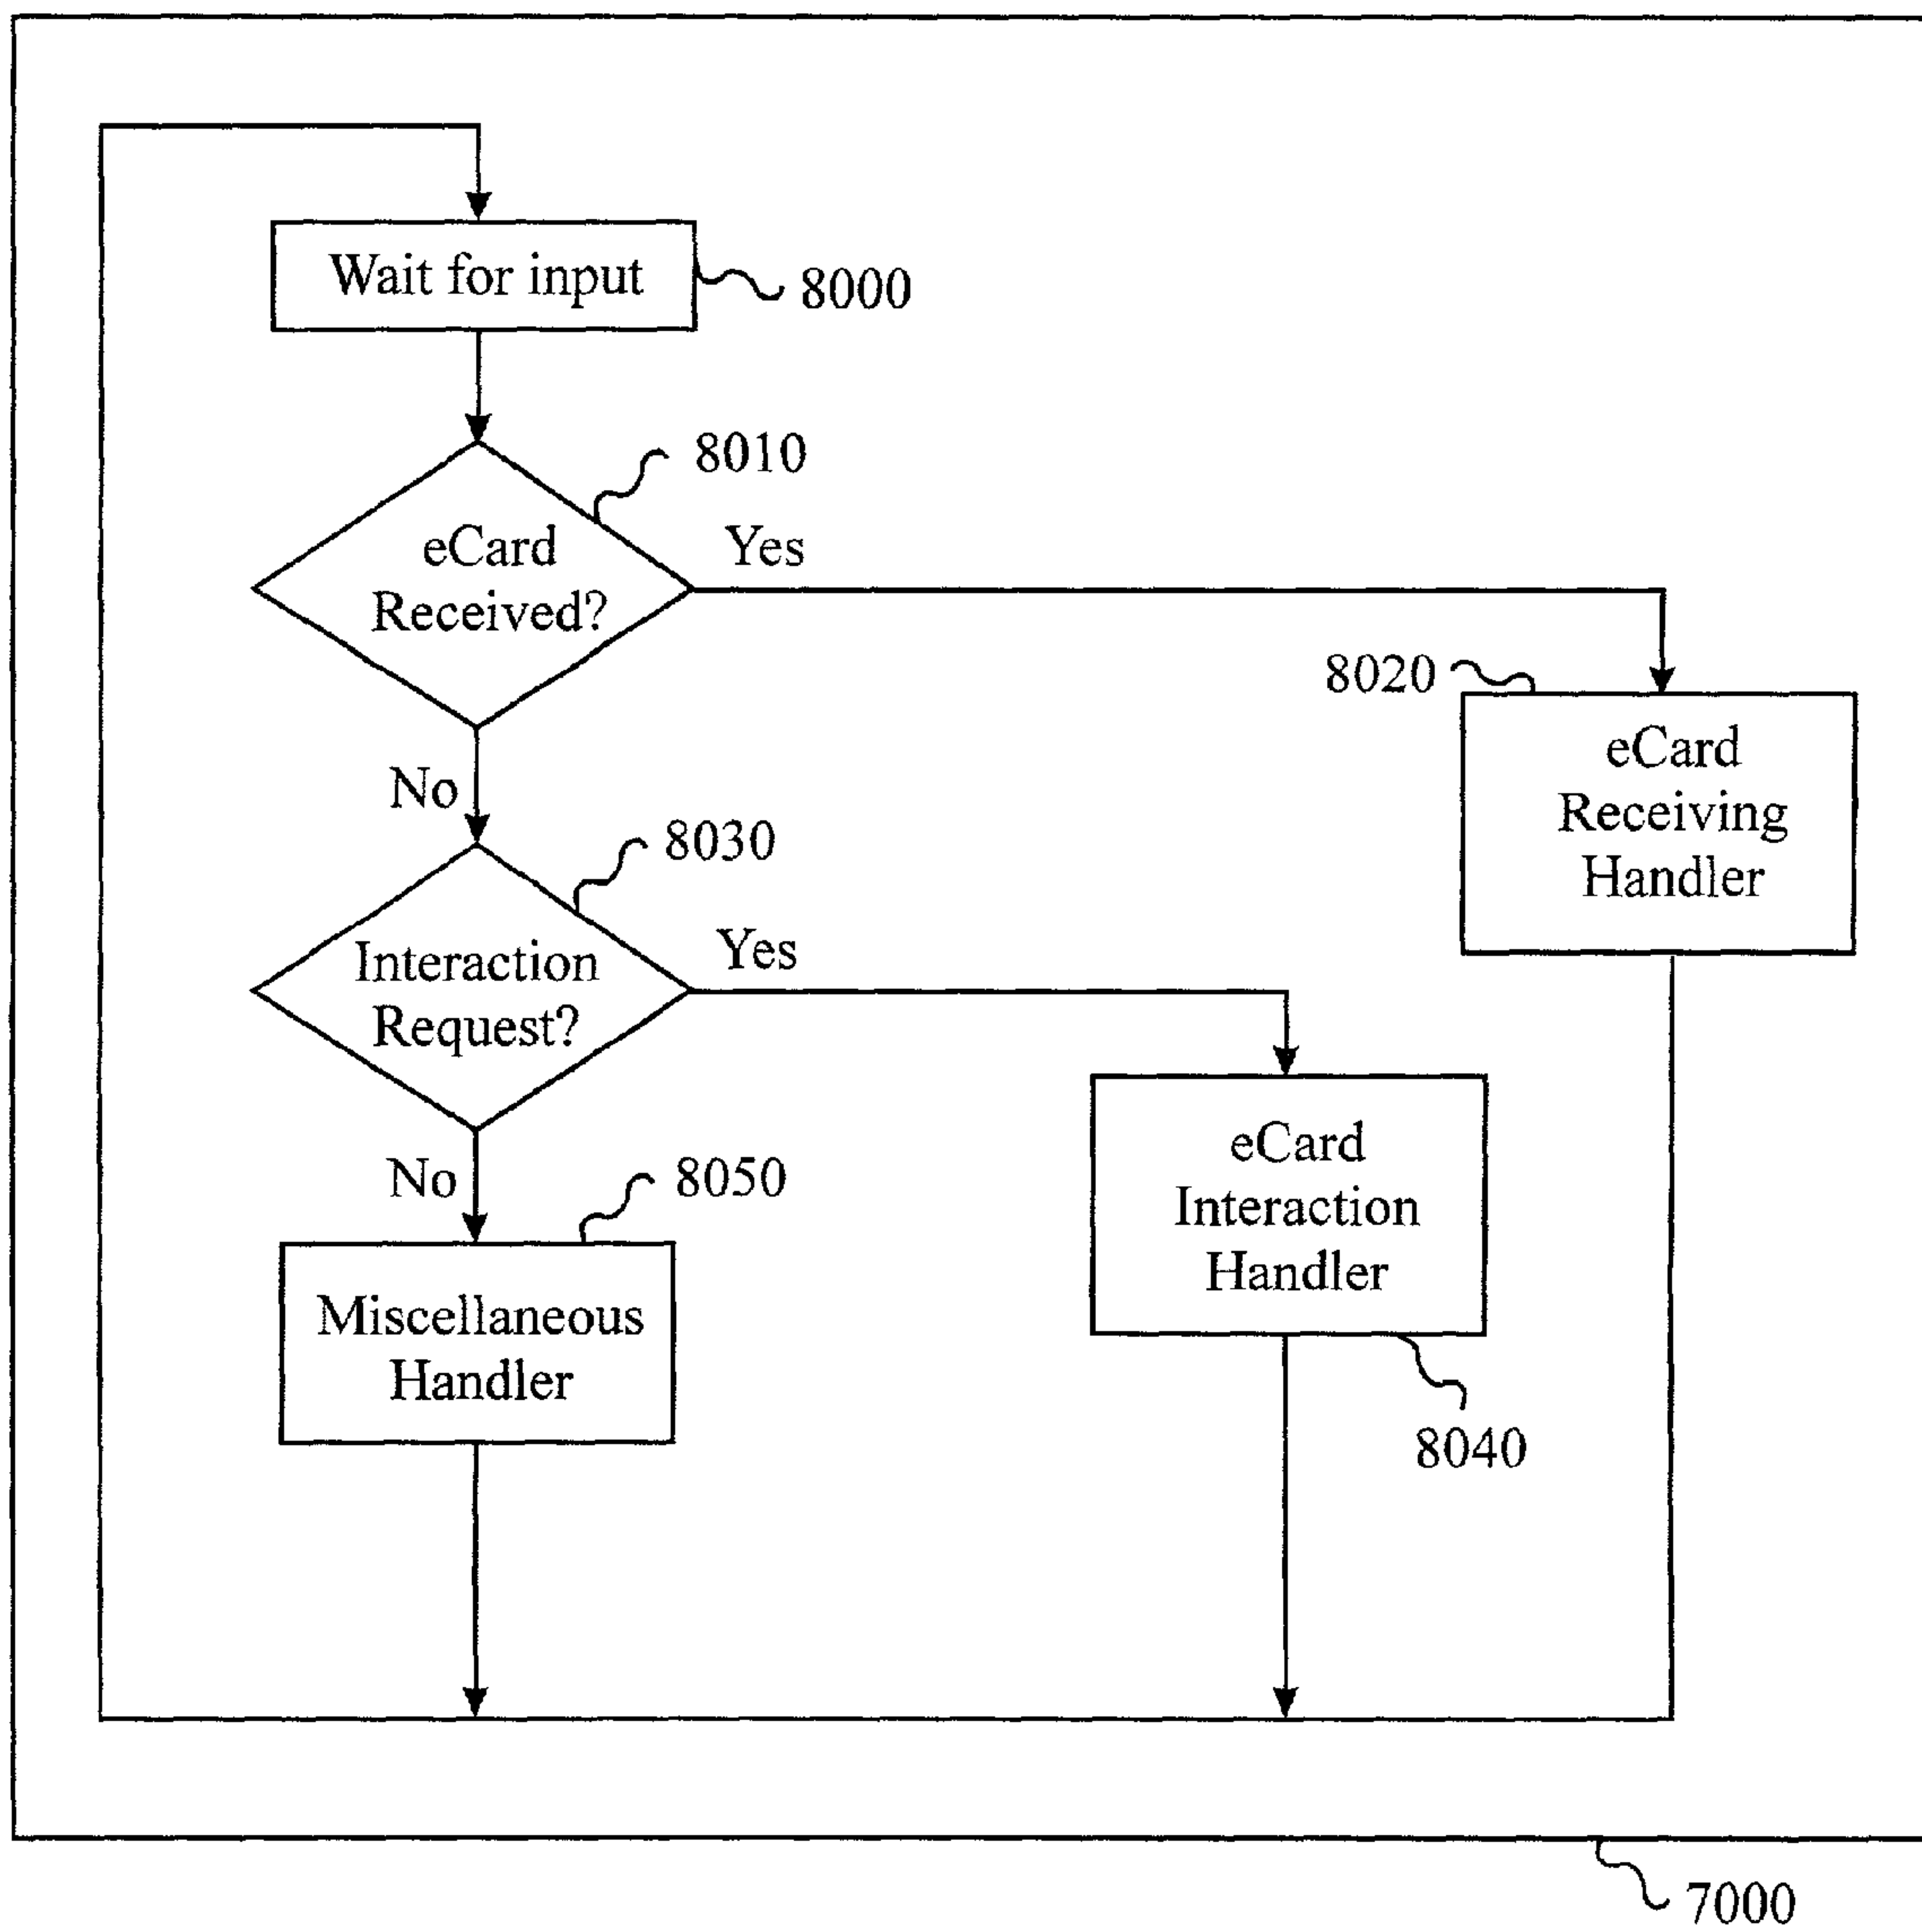 Wait for input
8000
8010
eCard
Received?
Yes
8020
eCard
Receiving
Handler
No
8030
Interaction
Request?
Yes
eCard
Interaction
Handler
8040
No
8050
Miscellaneous
Handler
7000